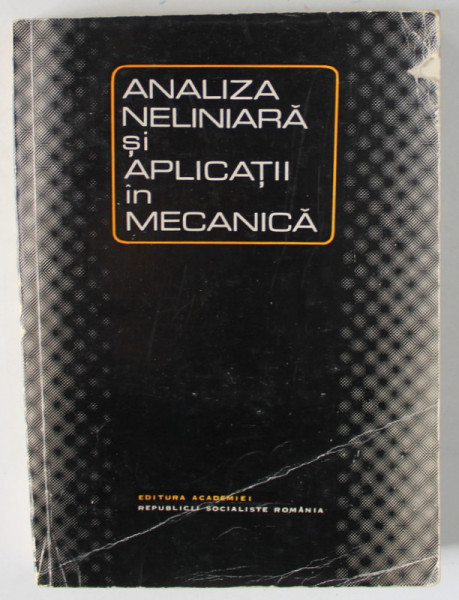 ANALIZA
NELINIARĂ
și
APLICAȚII
în
MECANICĂ
EDITURA ACADEMIEI
REPUBLICII SOCIALISTE ROMÂNIA